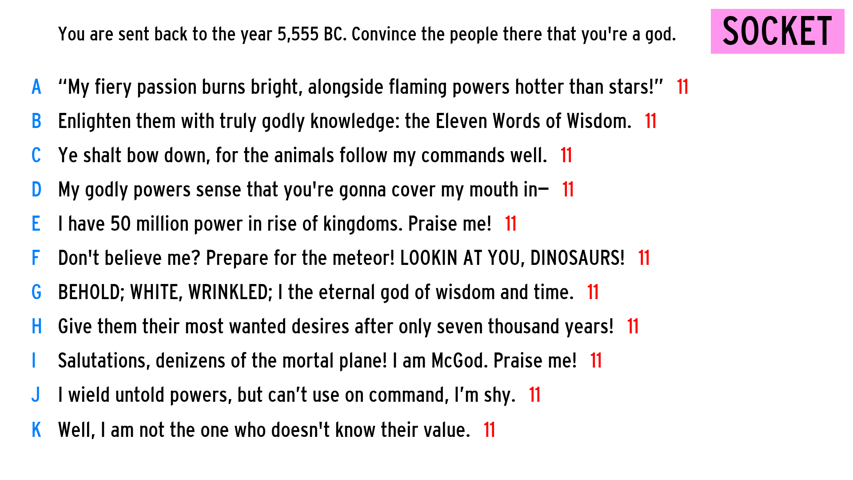 You are sent back to the year 5,555 BC. Convince the people there that you're a god.
SOCKET
A “My fiery passion burns bright, alongside flaming powers hotter than stars!” 11
B Enlighten them with truly godly knowledge: the Eleven Words of Wisdom. 11
C Ye shalt bow down, for the animals follow my commands well. 11
D My godly powers sense that you're gonna cover my mouth in— 11
E I have 50 million power in rise of kingdoms. Praise me! 11
F Don't believe me? Prepare for the meteor! LOOKIN AT YOU, DINOSAURS! 11
G BEHOLD; WHITE, WRINKLED; I the eternal god of wisdom and time. 11
H Give them their most wanted desires after only seven thousand years! 11
I Salutations, denizens of the mortal plane! I am McGod. Praise me! 11
J I wield untold powers, but can’t use on command, I’m shy. 11
K Well, I am not the one who doesn't know their value. 11